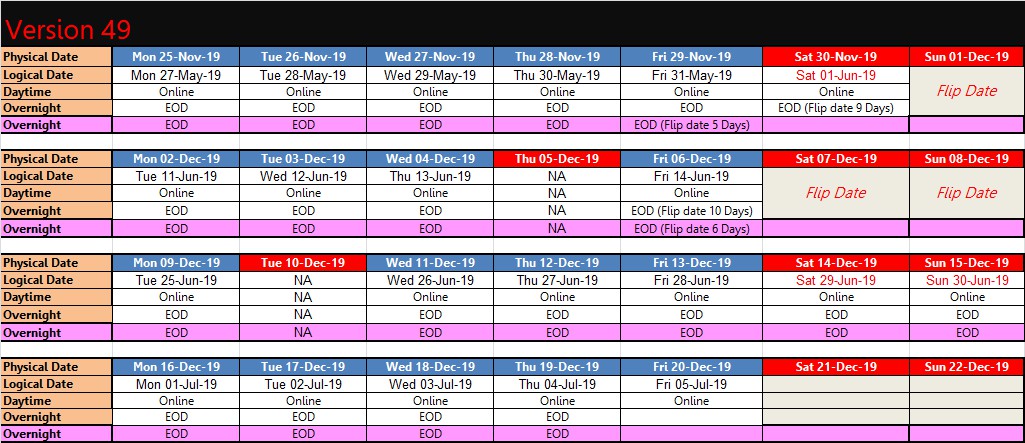 Version 49
Physical Date Mon 25-Nov-19 Tue 26-Nov-19 Wed 27-Nov-19 Thu 28-Nov-19 Fri 29-Nov-19 Sat 30-Nov-19 Sun 01-Dec-19
Logical Date Mon 27-May-19 Tue 28-May-19 Wed 29-May-19 Thu 30-May-19 Fri 31-May-19 Sat 01-Jun-19
Daytime Online Online Online Online Online Online Flip Date
Overnight EOD EOD EOD EOD EOD EOD (Flip date 9 Days)
Overnight EOD EOD EOD EOD EOD (Flip date 5 Days)
Physical Date Mon 02-Dec-19 Tue 03-Dec-19 Wed 04-Dec-19 Thu 05-Dec-19 Fri 06-Dec-19 Sat 07-Dec-19 Sun 08-Dec-19
Logical Date Tue 11-Jun-19 Wed 12-Jun-19 Thu 13-Jun-19 NA Fri 14-Jun-19
Daytime Online Online Online NA Online Flip Date Flip Date
Overnight EOD EOD EOD NA EOD (Flip date 10 Days)
Overnight EOD EOD EOD NA EOD (Flip date 6 Days)
Physical Date Mon 09-Dec-19 Tue 10-Dec-19 Wed 11-Dec-19 Thu 12-Dec-19 Fri 13-Dec-19 Sat 14-Dec-19 Sun 15-Dec-19
Logical Date Tue 25-Jun-19 NA Wed 26-Jun-19 Thu 27-Jun-19 Fri 28-Jun-19 Sat 29-Jun-19 Sun 30-Jun-19
Daytime Online NA Online Online Online Online Online
Overnight EOD NA EOD EOD EOD EOD EOD
Overnight EOD NA EOD EOD EOD EOD EOD
Physical Date Mon 16-Dec-19 Tue 17-Dec-19 Wed 18-Dec-19 Thu 19-Dec-19 Fri 20-Dec-19 Sat 21-Dec-19 Sun 22-Dec-19
Logical Date Mon 01-Jul-19 Tue 02-Jul-19 Wed 03-Jul-19 Thu 04-Jul-19 Fri 05-Jul-19
Daytime Online Online Online Online Online
Overnight EOD EOD EOD EOD
Overnight EOD EOD EOD EOD